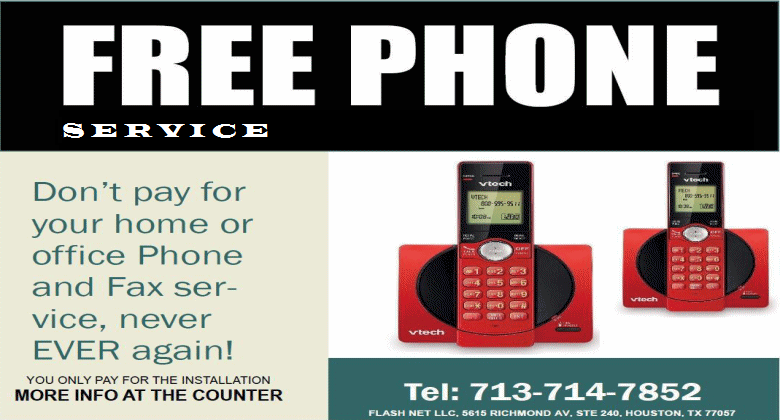 FREE PHONE
SERVICE
Don't pay for
your home or
office Phone
and Fax ser-
vice, never
EVER again!
YOU ONLY PAY FOR THE INSTALLATION
MORE INFO AT THE COUNTER
vtech
VTECH
vtech
vtech
vtech
Tel: 713-714-7852
FLASH NET LLC, 5615 RICHMOND AV, STE 240, HOUSTON, TX 77057